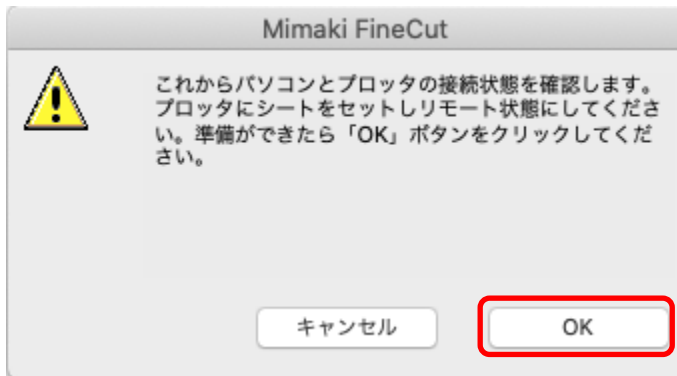 Mimaki FineCut
これからパソコンとプロッタの接続状態を確認します。
プロッタにシートをセットしリモート状態にしてくださ
い。準備ができたら「OK」ボタンをクリックしてくだ
さい。
キャンセル
OK